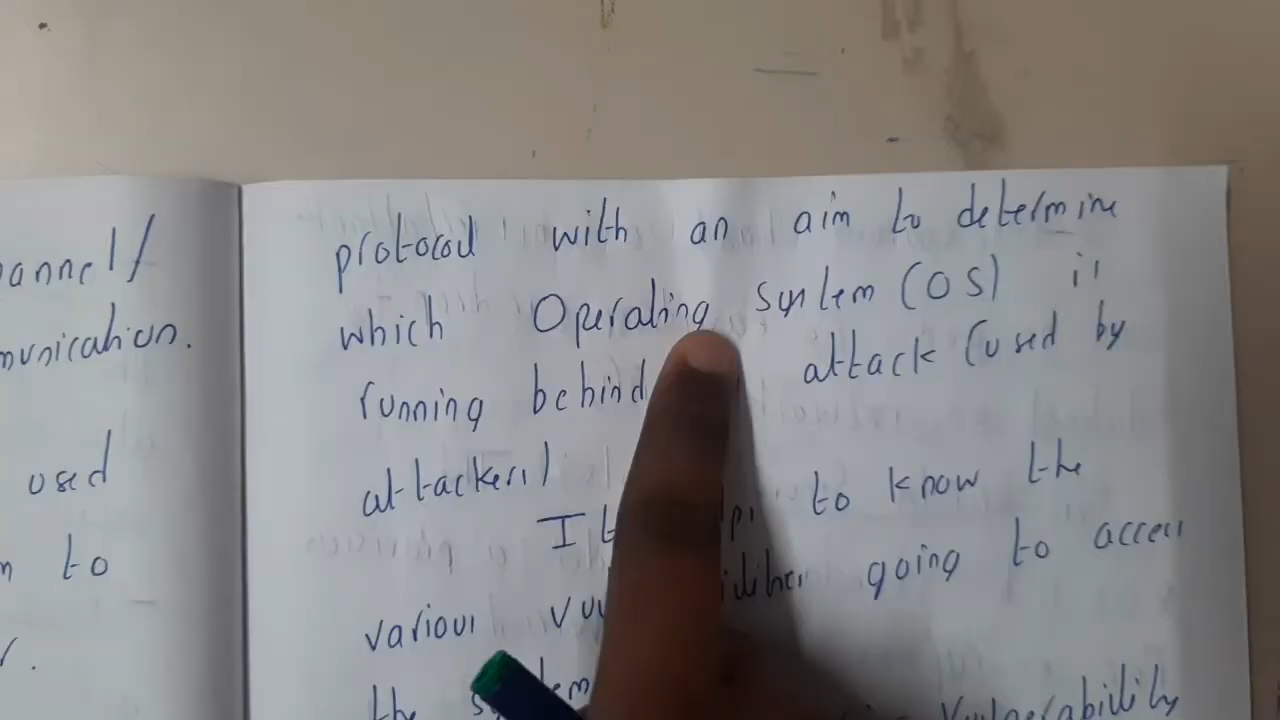 annel/
munication.
used
to
r.
protocol with an aim to determine
which Operating System (OS) is
running behind attack (used by
attackers)
It to know the
various going to access
the Vulnerability